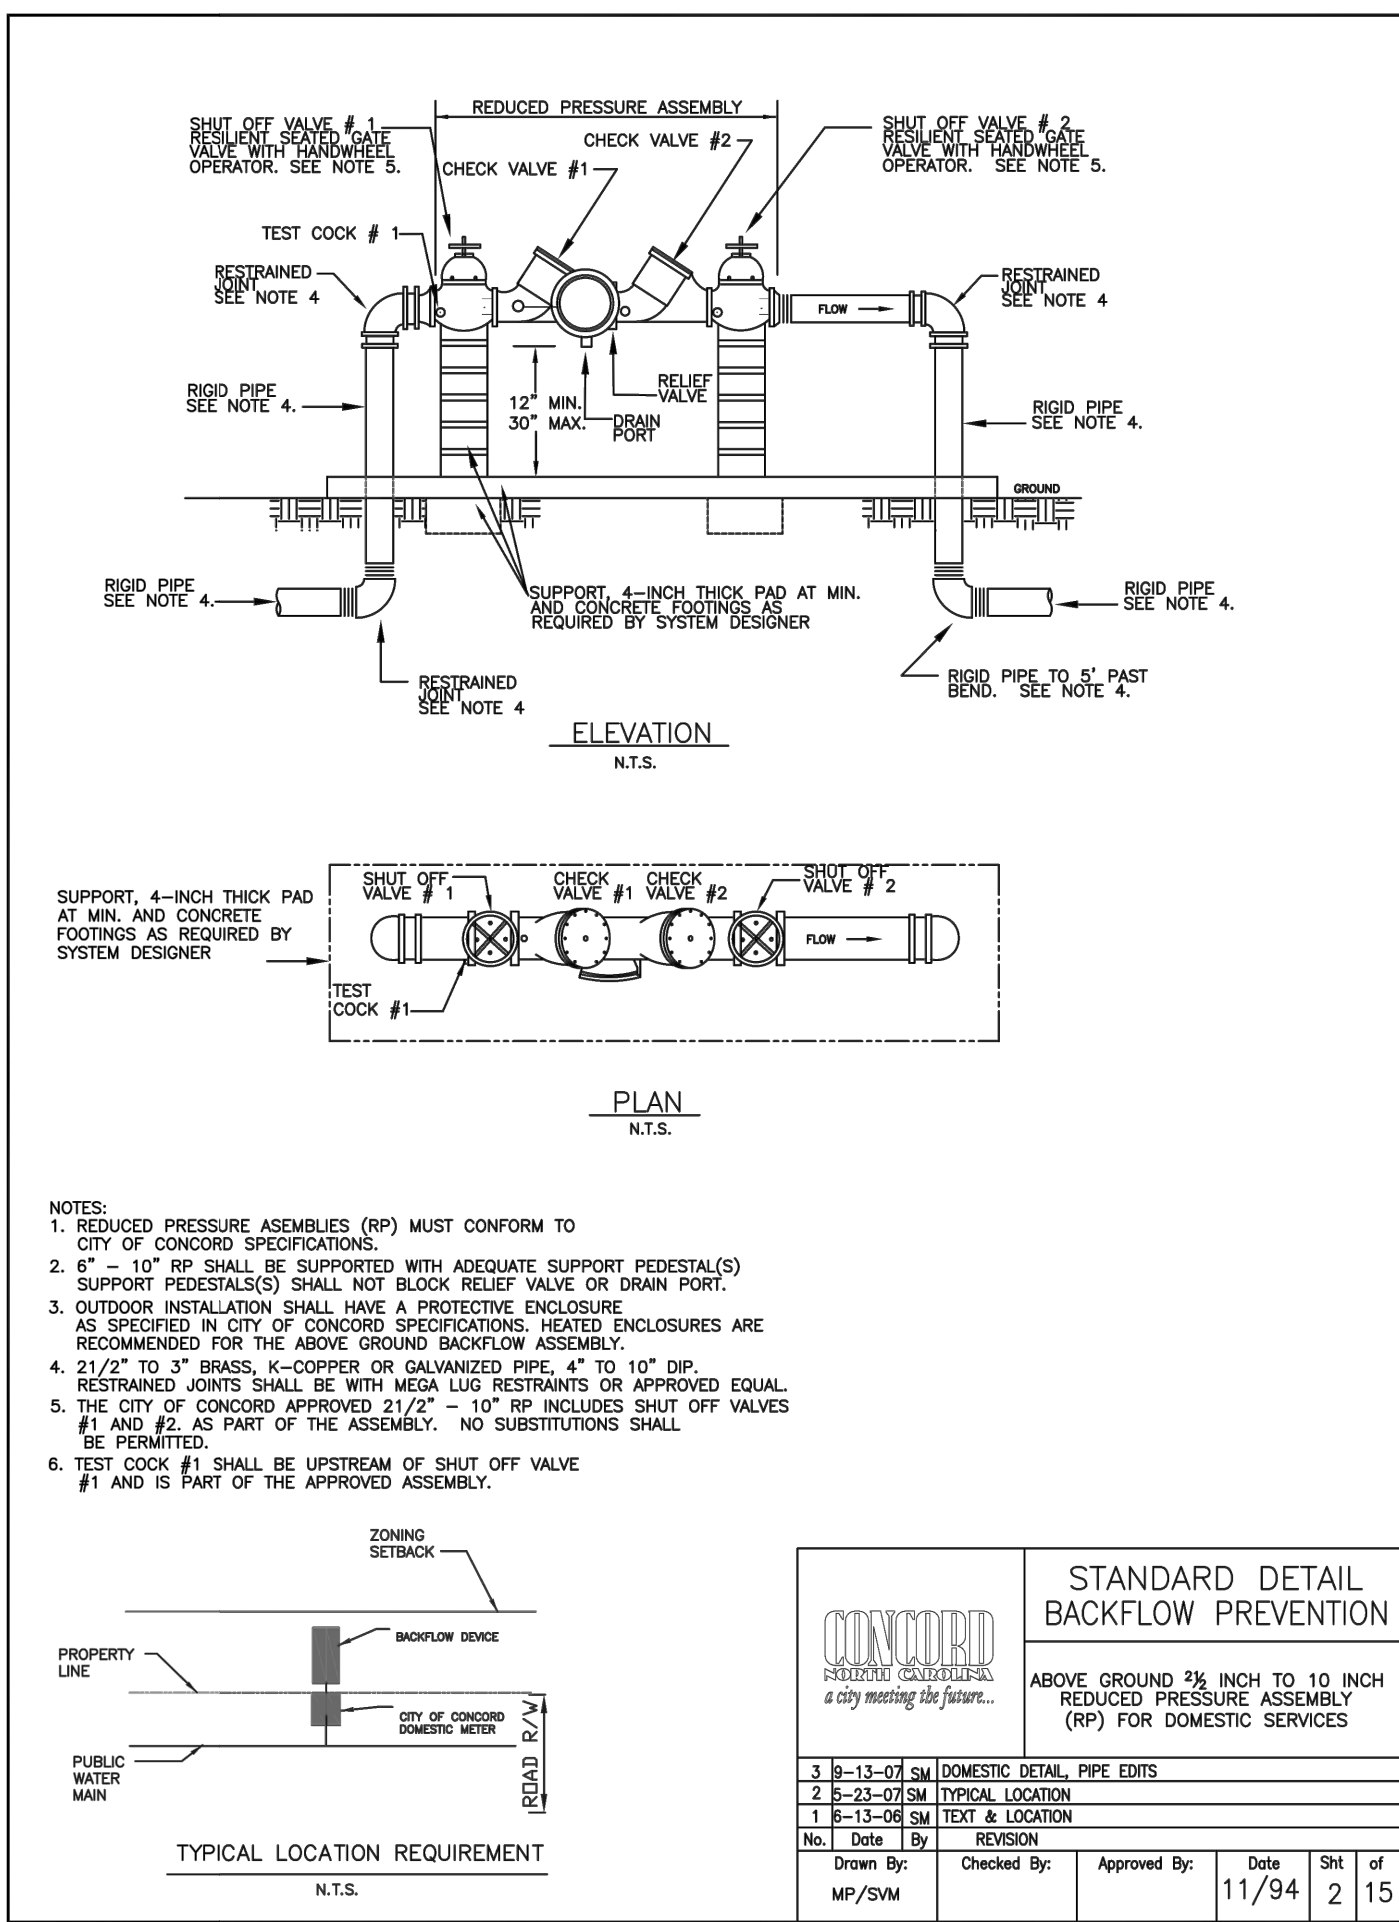 REDUCED PRESSURE ASSEMBLY
SHUT OFF VALVE # 1
RESILIENT SEATED GATE
VALVE WITH HANDWHEEL
OPERATOR. SEE NOTE 5.
CHECK VALVE #1
CHECK VALVE #2
SHUT OFF VALVE # 2
RESILIENT SEATED GATE
VALVE WITH HANDWHEEL
OPERATOR. SEE NOTE 5.
TEST COCK # 1
RESTRAINED
JOINT
SEE NOTE 4
RESTRAINED
JOINT
SEE NOTE 4
FLOW
RIGID PIPE
SEE NOTE 4.
12" MIN.
30" MAX.
RELIEF
VALVE
DRAIN
PORT
RIGID PIPE
SEE NOTE 4.
GROUND
RIGID PIPE
SEE NOTE 4.
SUPPORT, 4-INCH THICK PAD AT MIN.
AND CONCRETE FOOTINGS AS
REQUIRED BY SYSTEM DESIGNER
RIGID PIPE
SEE NOTE 4.
RESTRAINED
JOINT
SEE NOTE 4
RIGID PIPE TO 5' PAST
BEND. SEE NOTE 4.
ELEVATION
N.T.S.
SUPPORT, 4-INCH THICK PAD
AT MIN. AND CONCRETE
FOOTINGS AS REQUIRED BY
SYSTEM DESIGNER
SHUT OFF
VALVE # 1
CHECK
VALVE #1
CHECK
VALVE #2
SHUT OFF
VALVE # 2
FLOW
TEST
COCK #1
PLAN
N.T.S.
NOTES:
1. REDUCED PRESSURE ASEMBLIES (RP) MUST CONFORM TO
CITY OF CONCORD SPECIFICATIONS.
2. 6" - 10" RP SHALL BE SUPPORTED WITH ADEQUATE SUPPORT PEDESTAL(S)
SUPPORT PEDESTALS(S) SHALL NOT BLOCK RELIEF VALVE OR DRAIN PORT.
3. OUTDOOR INSTALLATION SHALL HAVE A PROTECTIVE ENCLOSURE
AS SPECIFIED IN CITY OF CONCORD SPECIFICATIONS. HEATED ENCLOSURES ARE
RECOMMENDED FOR THE ABOVE GROUND BACKFLOW ASSEMBLY.
4. 21/2" TO 3" BRASS, K-COPPER OR GALVANIZED PIPE, 4" TO 10" DIP.
RESTRAINED JOINTS SHALL BE WITH MEGA LUG RESTRAINTS OR APPROVED EQUAL.
5. THE CITY OF CONCORD APPROVED 21/2" - 10" RP INCLUDES SHUT OFF VALVES
#1 AND #2. AS PART OF THE ASSEMBLY. NO SUBSTITUTIONS SHALL
BE PERMITTED.
6. TEST COCK #1 SHALL BE UPSTREAM OF SHUT OFF VALVE
#1 AND IS PART OF THE APPROVED ASSEMBLY.
ZONING
SETBACK
BACKFLOW DEVICE
PROPERTY
LINE
CITY OF CONCORD
DOMESTIC METER
ROAD R/W
PUBLIC
WATER
MAIN
TYPICAL LOCATION REQUIREMENT
N.T.S.
CONCORD
NORTH CAROLINA
a city meeting the future...
STANDARD DETAIL
BACKFLOW PREVENTION
ABOVE GROUND 2½ INCH TO 10 INCH
REDUCED PRESSURE ASSEMBLY
(RP) FOR DOMESTIC SERVICES
3 9-13-07 SM DOMESTIC DETAIL, PIPE EDITS
2 5-23-07 SM TYPICAL LOCATION
1 6-13-06 SM TEXT & LOCATION
No. Date By REVISION
Drawn By: Checked By: Approved By: Date Sht of
MP/SVM 11/94 2 15